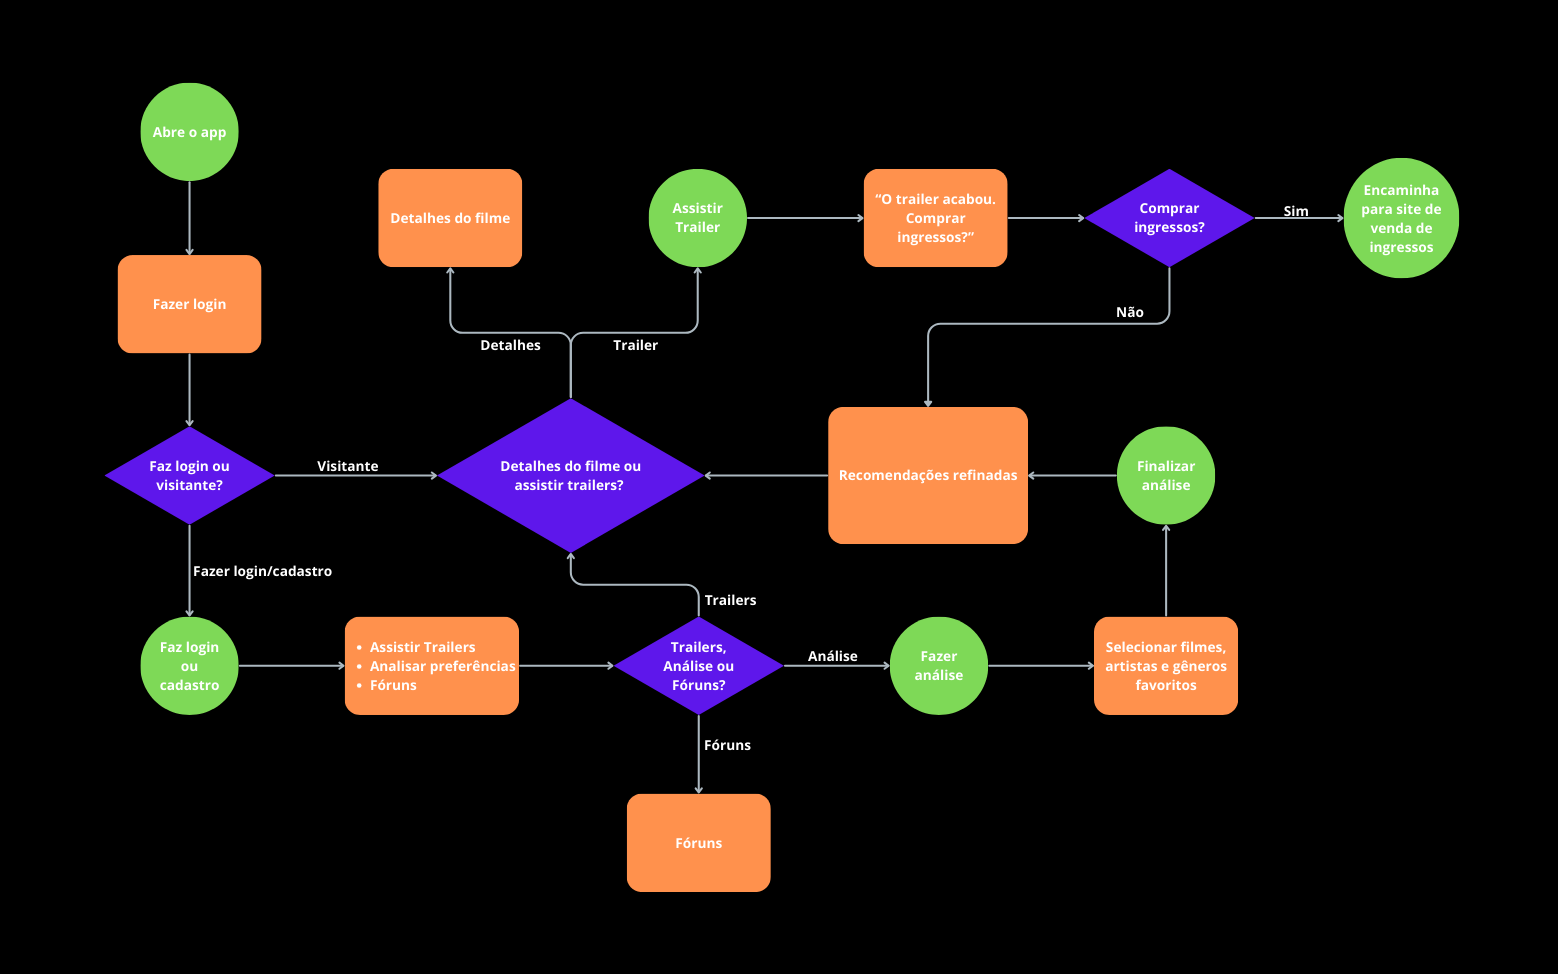 Abre o app
Fazer login
Faz login ou
visitante?
Visitante
Fazer login/cadastro
Faz login
ou
cadastro
• Assistir Trailers
• Analisar preferências
• Fóruns
Trailers,
Análise ou
Fóruns?
Trailers
Análise
Fóruns
Fóruns
Fazer
análise
Selecionar filmes,
artistas e gêneros
favoritos
Finalizar
análise
Recomendações refinadas
Detalhes do filme ou
assistir trailers?
Detalhes
Trailer
Detalhes do filme
Assistir
Trailer
“O trailer acabou.
Comprar
ingressos?”
Comprar
ingressos?
Sim
Não
Encaminha
para site de
venda de
ingressos